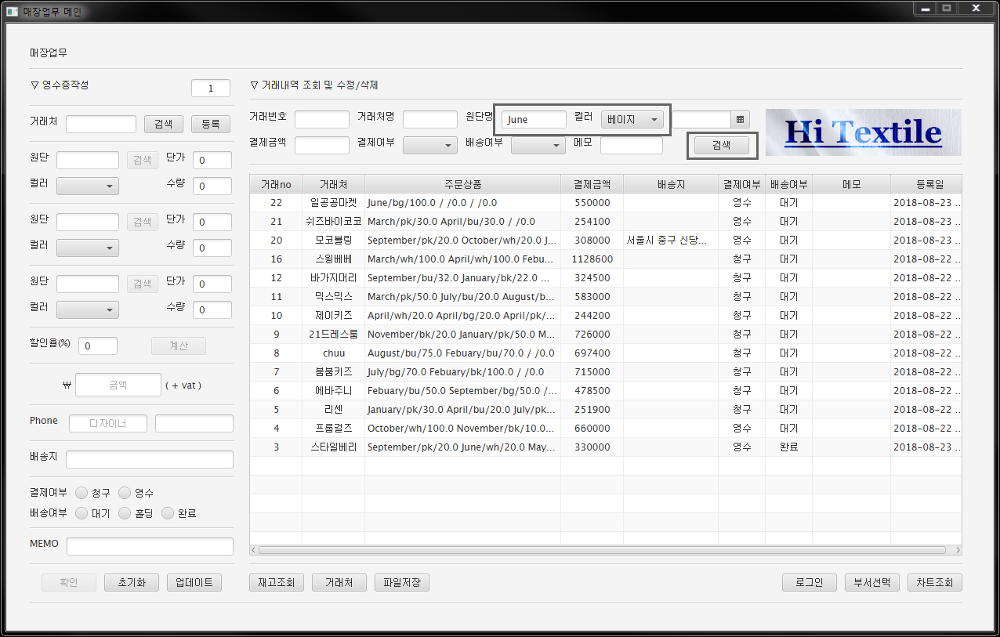 매장업무 메인
매장업무
▽ 영수증작성 1
거래처 검색 등록
원단 검색 단가 0
컬러 수량 0
원단 검색 단가 0
컬러 수량 0
원단 검색 단가 0
컬러 수량 0
할인율(%) 0 계산
₩ 금액 ( + vat )
Phone 디자이너
배송지
결제여부 청구 영수
배송여부 대기 홀딩 완료
MEMO
확인 초기화 업데이트
▽ 거래내역 조회 및 수정/삭제
거래번호 거래처명 원단명 June 컬러 베이지
결제금액 결제여부 배송여부 메모 검색
Hi Textile
거래no 거래처 주문상품 결제금액 배송지 결제여부 배송여부 메모 등록일
22 일공공마켓 June/bg/100.0 / /0.0 / /0.0 550000 영수 대기 2018-08-23 ..
21 쉬즈바이코코 March/pk/30.0 April/bu/30.0 / /0.0 254100 영수 대기 2018-08-23 ..
20 모코블링 September/pk/20.0 October/wh/20.0 J... 308000 서울시 중구 신당... 영수 대기 2018-08-23 ..
16 스윙베베 March/wh/100.0 April/wh/100.0 Febu... 1128600 청구 대기 2018-08-22 ..
12 바가지머리 September/bu/32.0 January/bk/22.0 ... 324500 청구 대기 2018-08-22 ..
11 믹스믹스 March/pk/50.0 July/bu/20.0 August/b... 583000 청구 대기 2018-08-22 ..
10 제이키즈 April/wh/20.0 April/bg/20.0 April/pk/... 244200 청구 대기 2018-08-22 ..
9 21드레스룸 November/bk/20.0 January/pk/50.0 M... 726000 청구 대기 2018-08-22 ..
8 chuu August/bu/75.0 Febuary/bu/70.0 / /0.0 697400 청구 대기 2018-08-22 ..
7 붐붐키즈 July/bg/70.0 Febuary/bk/100.0 / /0.0 715000 청구 대기 2018-08-22 ..
6 에바주니 Febuary/bu/50.0 September/bg/50.0 /... 478500 청구 대기 2018-08-22 ..
5 리센 January/pk/30.0 April/bu/20.0 July/pk... 251900 청구 대기 2018-08-22 ..
4 프롬걸즈 October/wh/100.0 November/bk/10.0... 660000 영수 대기 2018-08-22 ..
3 스타일베리 September/pk/20.0 June/wh/20.0 May... 330000 영수 완료 2018-08-23 ..
재고조회 거래처 파일저장 로그인 부서선택 차트조회